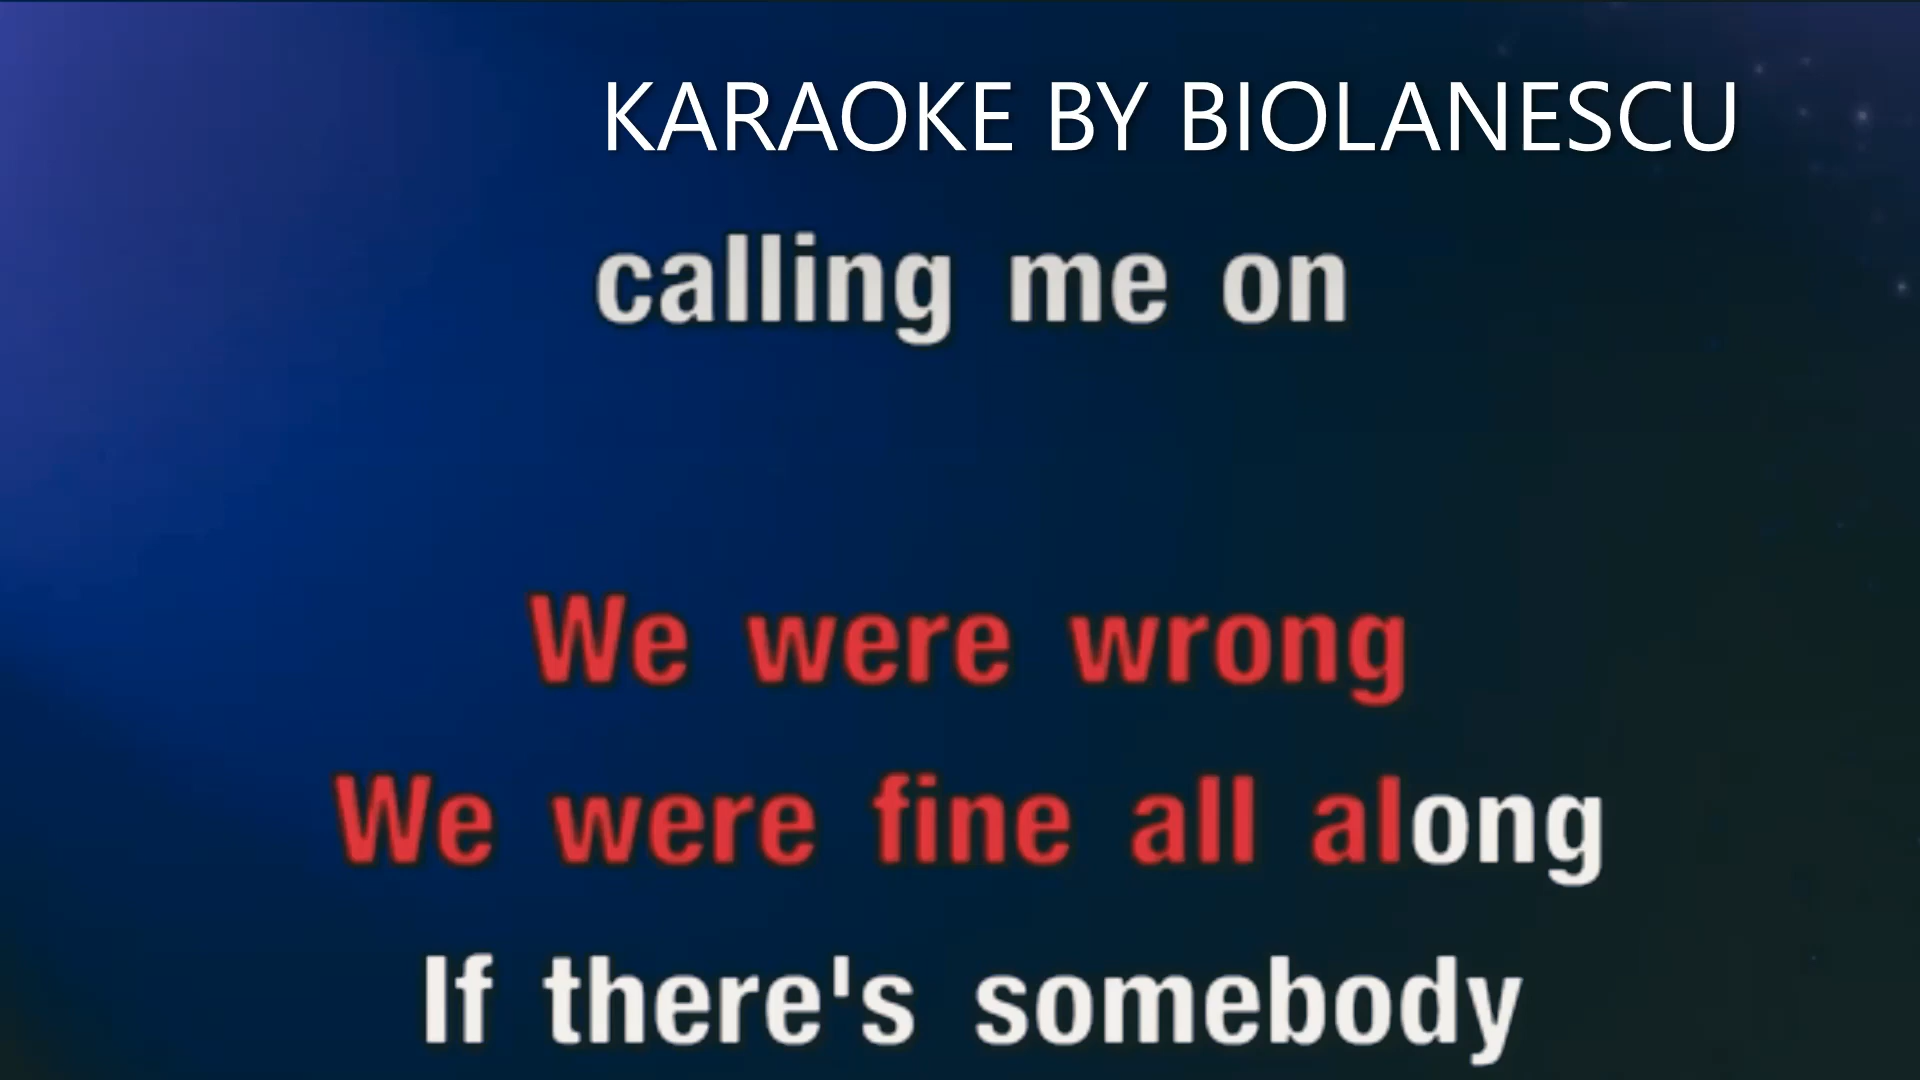 KARAOKE BY BIOLANESCU
calling me on
We were wrong
We were fine all along
If there's somebody